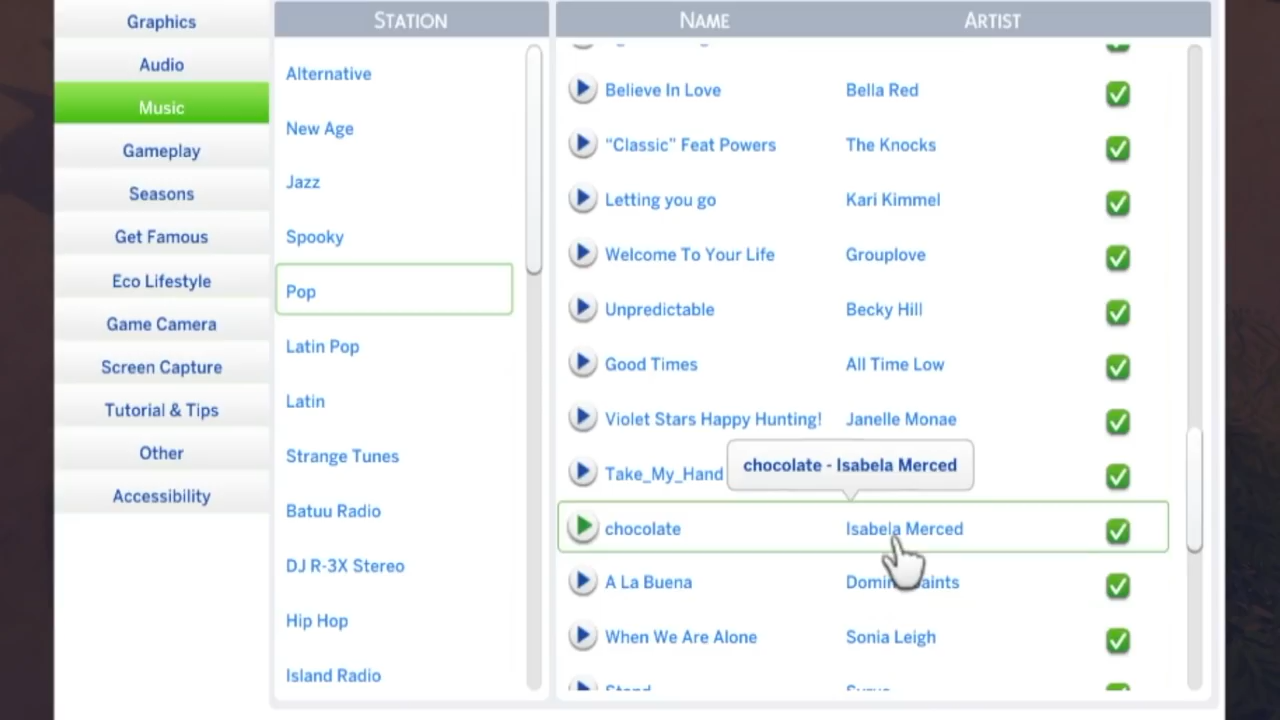 Graphics
Audio
Music
Gameplay
Seasons
Get Famous
Eco Lifestyle
Game Camera
Screen Capture
Tutorial & Tips
Other
Accessibility
STATION
Alternative
New Age
Jazz
Spooky
Pop
Latin Pop
Latin
Strange Tunes
Batuu Radio
DJ R-3X Stereo
Hip Hop
Island Radio
NAME ARTIST
Believe In Love Bella Red
“Classic” Feat Powers The Knocks
Letting you go Kari Kimmel
Welcome To Your Life Grouplove
Unpredictable Becky Hill
Good Times All Time Low
Violet Stars Happy Hunting! Janelle Monae
chocolate - Isabela Merced
Take_My_Hand
chocolate Isabela Merced
A La Buena
When We Are Alone Sonia Leigh